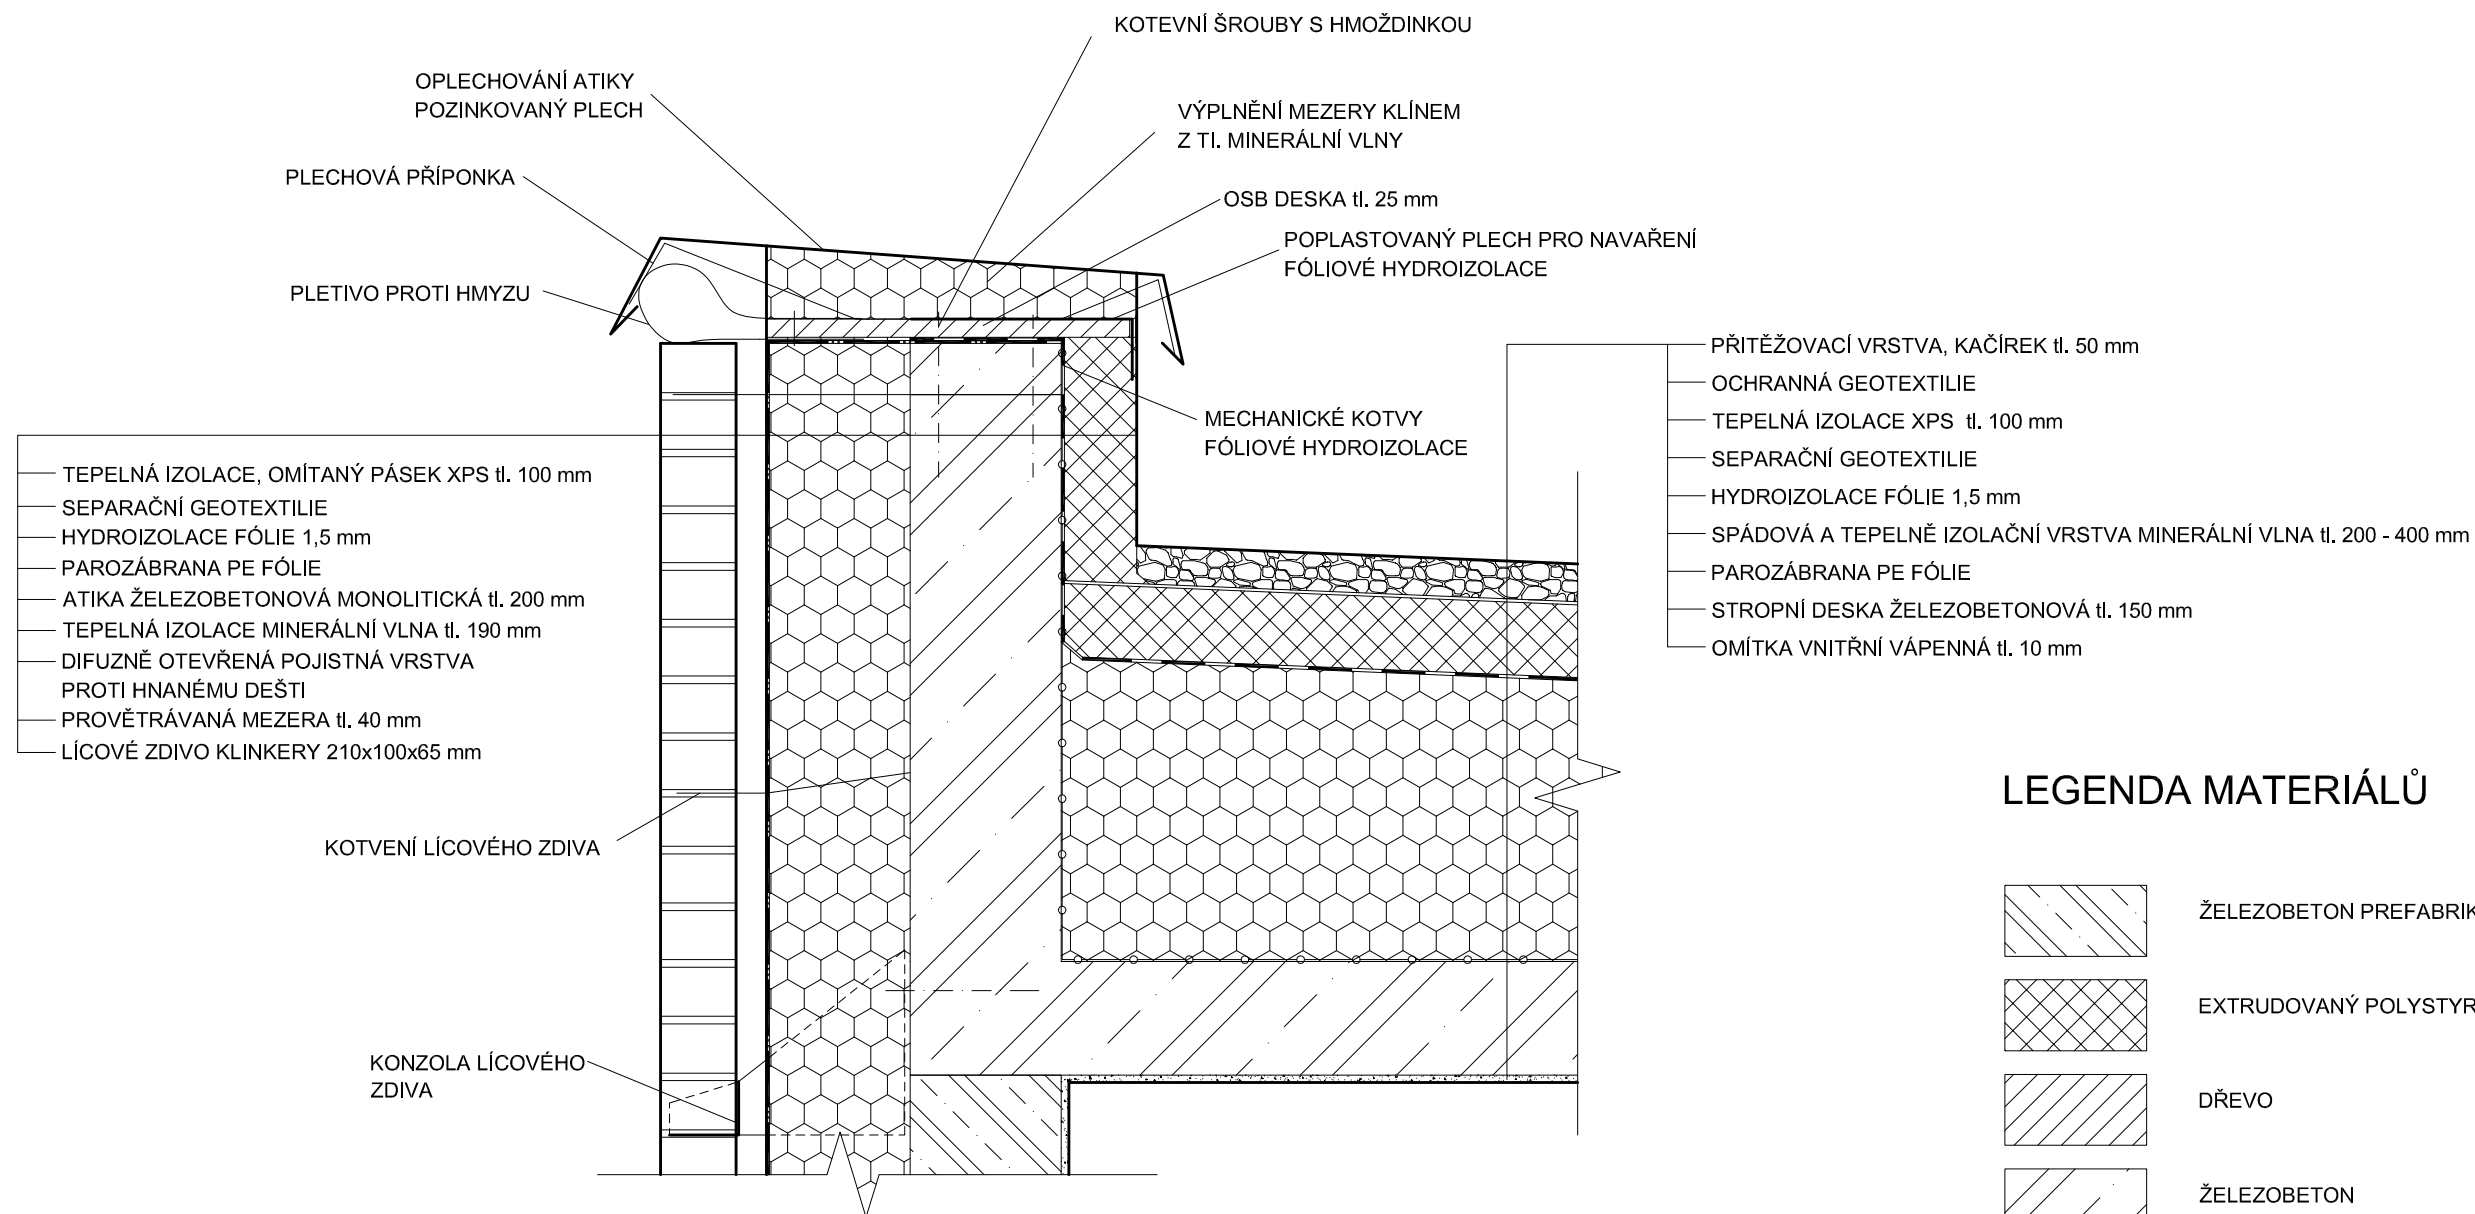 KOTEVNÍ ŠROUBY S HMOŽDINKOU
OPLECHOVÁNÍ ATIKY
POZINKOVANÝ PLECH
VÝPLNĚNÍ MEZERY KLÍNEM
Z TI. MINERÁLNÍ VLNY
PLECHOVÁ PŘÍPONKA
OSB DESKA tl. 25 mm
POPLASTOVANÝ PLECH PRO NAVAŘENÍ
FÓLIOVÉ HYDROIZOLACE
PLETIVO PROTI HMYZU
MECHANICKÉ KOTVY
FÓLIOVÉ HYDROIZOLACE
PŘITĚŽOVACÍ VRSTVA, KAČÍREK tl. 50 mm
OCHRANNÁ GEOTEXTILIE
TEPELNÁ IZOLACE XPS tl. 100 mm
SEPARAČNÍ GEOTEXTILIE
HYDROIZOLACE FÓLIE 1,5 mm
SPÁDOVÁ A TEPELNĚ IZOLAČNÍ VRSTVA MINERÁLNÍ VLNA tl. 200 - 400 mm
PAROZÁBRANA PE FÓLIE
STROPNÍ DESKA ŽELEZOBETONOVÁ tl. 150 mm
OMÍTKA VNITŘNÍ VÁPENNÁ tl. 10 mm
TEPELNÁ IZOLACE, OMÍTANÝ PÁSEK XPS tl. 100 mm
SEPARAČNÍ GEOTEXTILIE
HYDROIZOLACE FÓLIE 1,5 mm
PAROZÁBRANA PE FÓLIE
ATIKA ŽELEZOBETONOVÁ MONOLITICKÁ tl. 200 mm
TEPELNÁ IZOLACE MINERÁLNÍ VLNA tl. 190 mm
DIFUZNĚ OTEVŘENÁ POJISTNÁ VRSTVA
PROTI HNANÉMU DEŠTI
PROVĚTRÁVANÁ MEZERA tl. 40 mm
LÍCOVÉ ZDIVO KLINKERY 210x100x65 mm
KOTVENÍ LÍCOVÉHO ZDIVA
KONZOLA LÍCOVÉHO
ZDIVA
LEGENDA MATERIÁLŮ
ŽELEZOBETON PREFABRIK
EXTRUDOVANÝ POLYSTYR
DŘEVO
ŽELEZOBETON